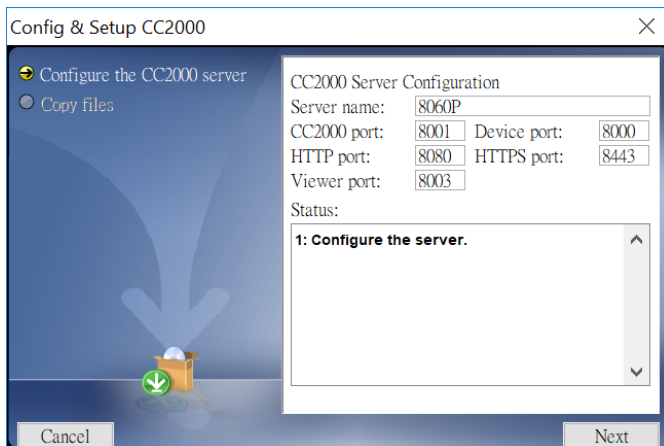 Config & Setup CC2000
Configure the CC2000 server
Copy files
CC2000 Server Configuration
Server name: 8060P
CC2000 port: 8001 Device port: 8000
HTTP port: 8080 HTTPS port: 8443
Viewer port: 8003
Status:
1: Configure the server.
Cancel Next